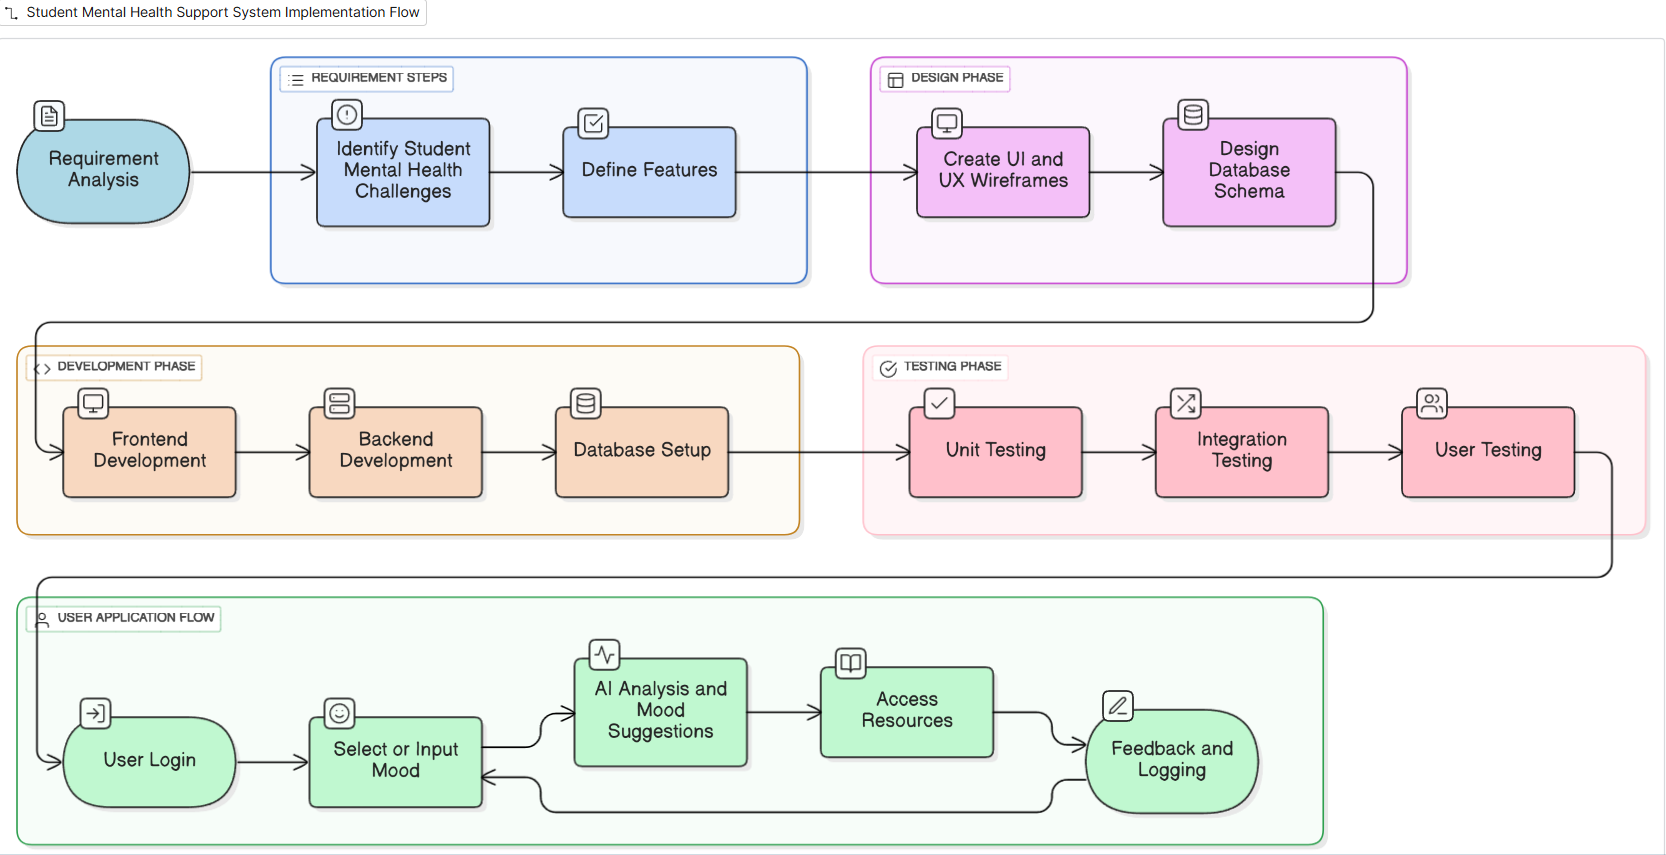 Student Mental Health Support System Implementation Flow
REQUIREMENT STEPS
DESIGN PHASE
Requirement
Analysis
Identify Student
Mental Health
Challenges
Define Features
Create UI and
UX Wireframes
Design
Database
Schema
DEVELOPMENT PHASE
TESTING PHASE
Frontend
Development
Backend
Development
Database Setup
Unit Testing
Integration
Testing
User Testing
USER APPLICATION FLOW
User Login
Select or Input
Mood
AI Analysis and
Mood
Suggestions
Access
Resources
Feedback and
Logging